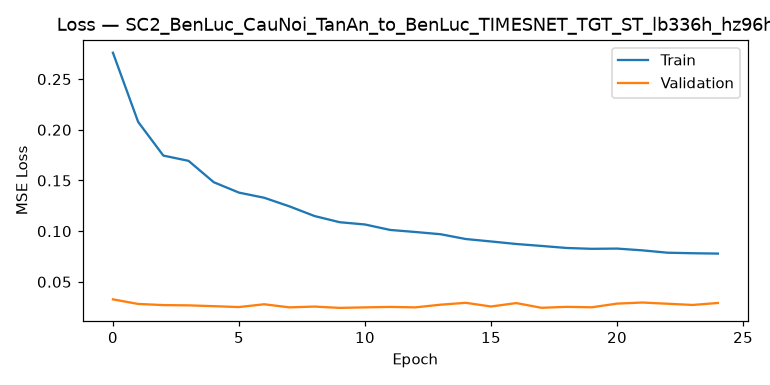 Loss — SC2_BenLuc_CauNoi_TanAn_to_BenLuc_TIMESNET_TGT_ST_lb336h_hz96h
Train
Validation
0.25
0.20
0.15
0.10
0.05
MSE Loss
0 5 10 15 20 25
Epoch